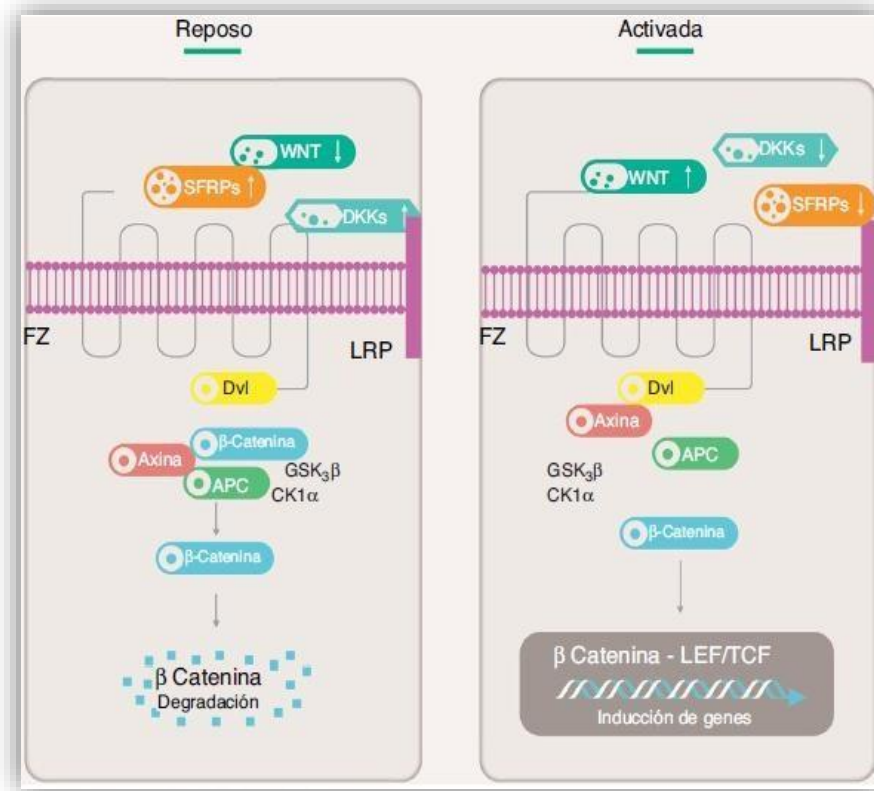 Reposo
WNT ↓
SFRPs ↑
DKKs ↑
FZ
LRP
Dvl
β-Catenina
Axina
APC
GSK₃β
CK1α
β-Catenina
β Catenina
Degradación
Activada
DKKs ↓
WNT ↑
SFRPs ↓
FZ
LRP
Dvl
Axina
APC
GSK₃β
CK1α
β-Catenina
β Catenina - LEF/TCF
Inducción de genes